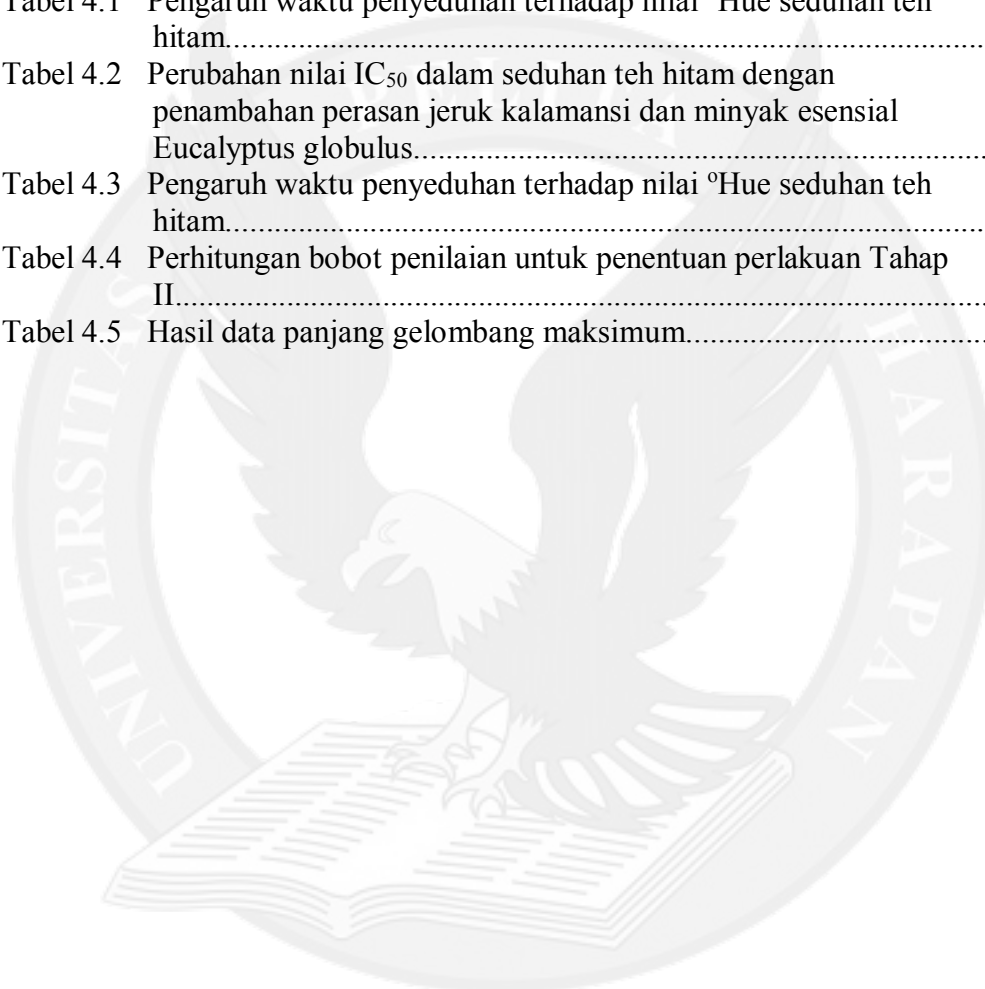 Tabel 4.1 Pengaruh waktu penyeduhan terhadap nilai °Hue seduhan teh
hitam....................................................................................................
Tabel 4.2 Perubahan nilai IC₅₀ dalam seduhan teh hitam dengan
penambahan perasan jeruk kalamansi dan minyak esensial
Eucalyptus globulus......................................................................
Tabel 4.3 Pengaruh waktu penyeduhan terhadap nilai °Hue seduhan teh
hitam....................................................................................................
Tabel 4.4 Perhitungan bobot penilaian untuk penentuan perlakuan Tahap
II..........................................................................................................
Tabel 4.5 Hasil data panjang gelombang maksimum.....................................
UNIVERSITAS PELITA HARAPAN